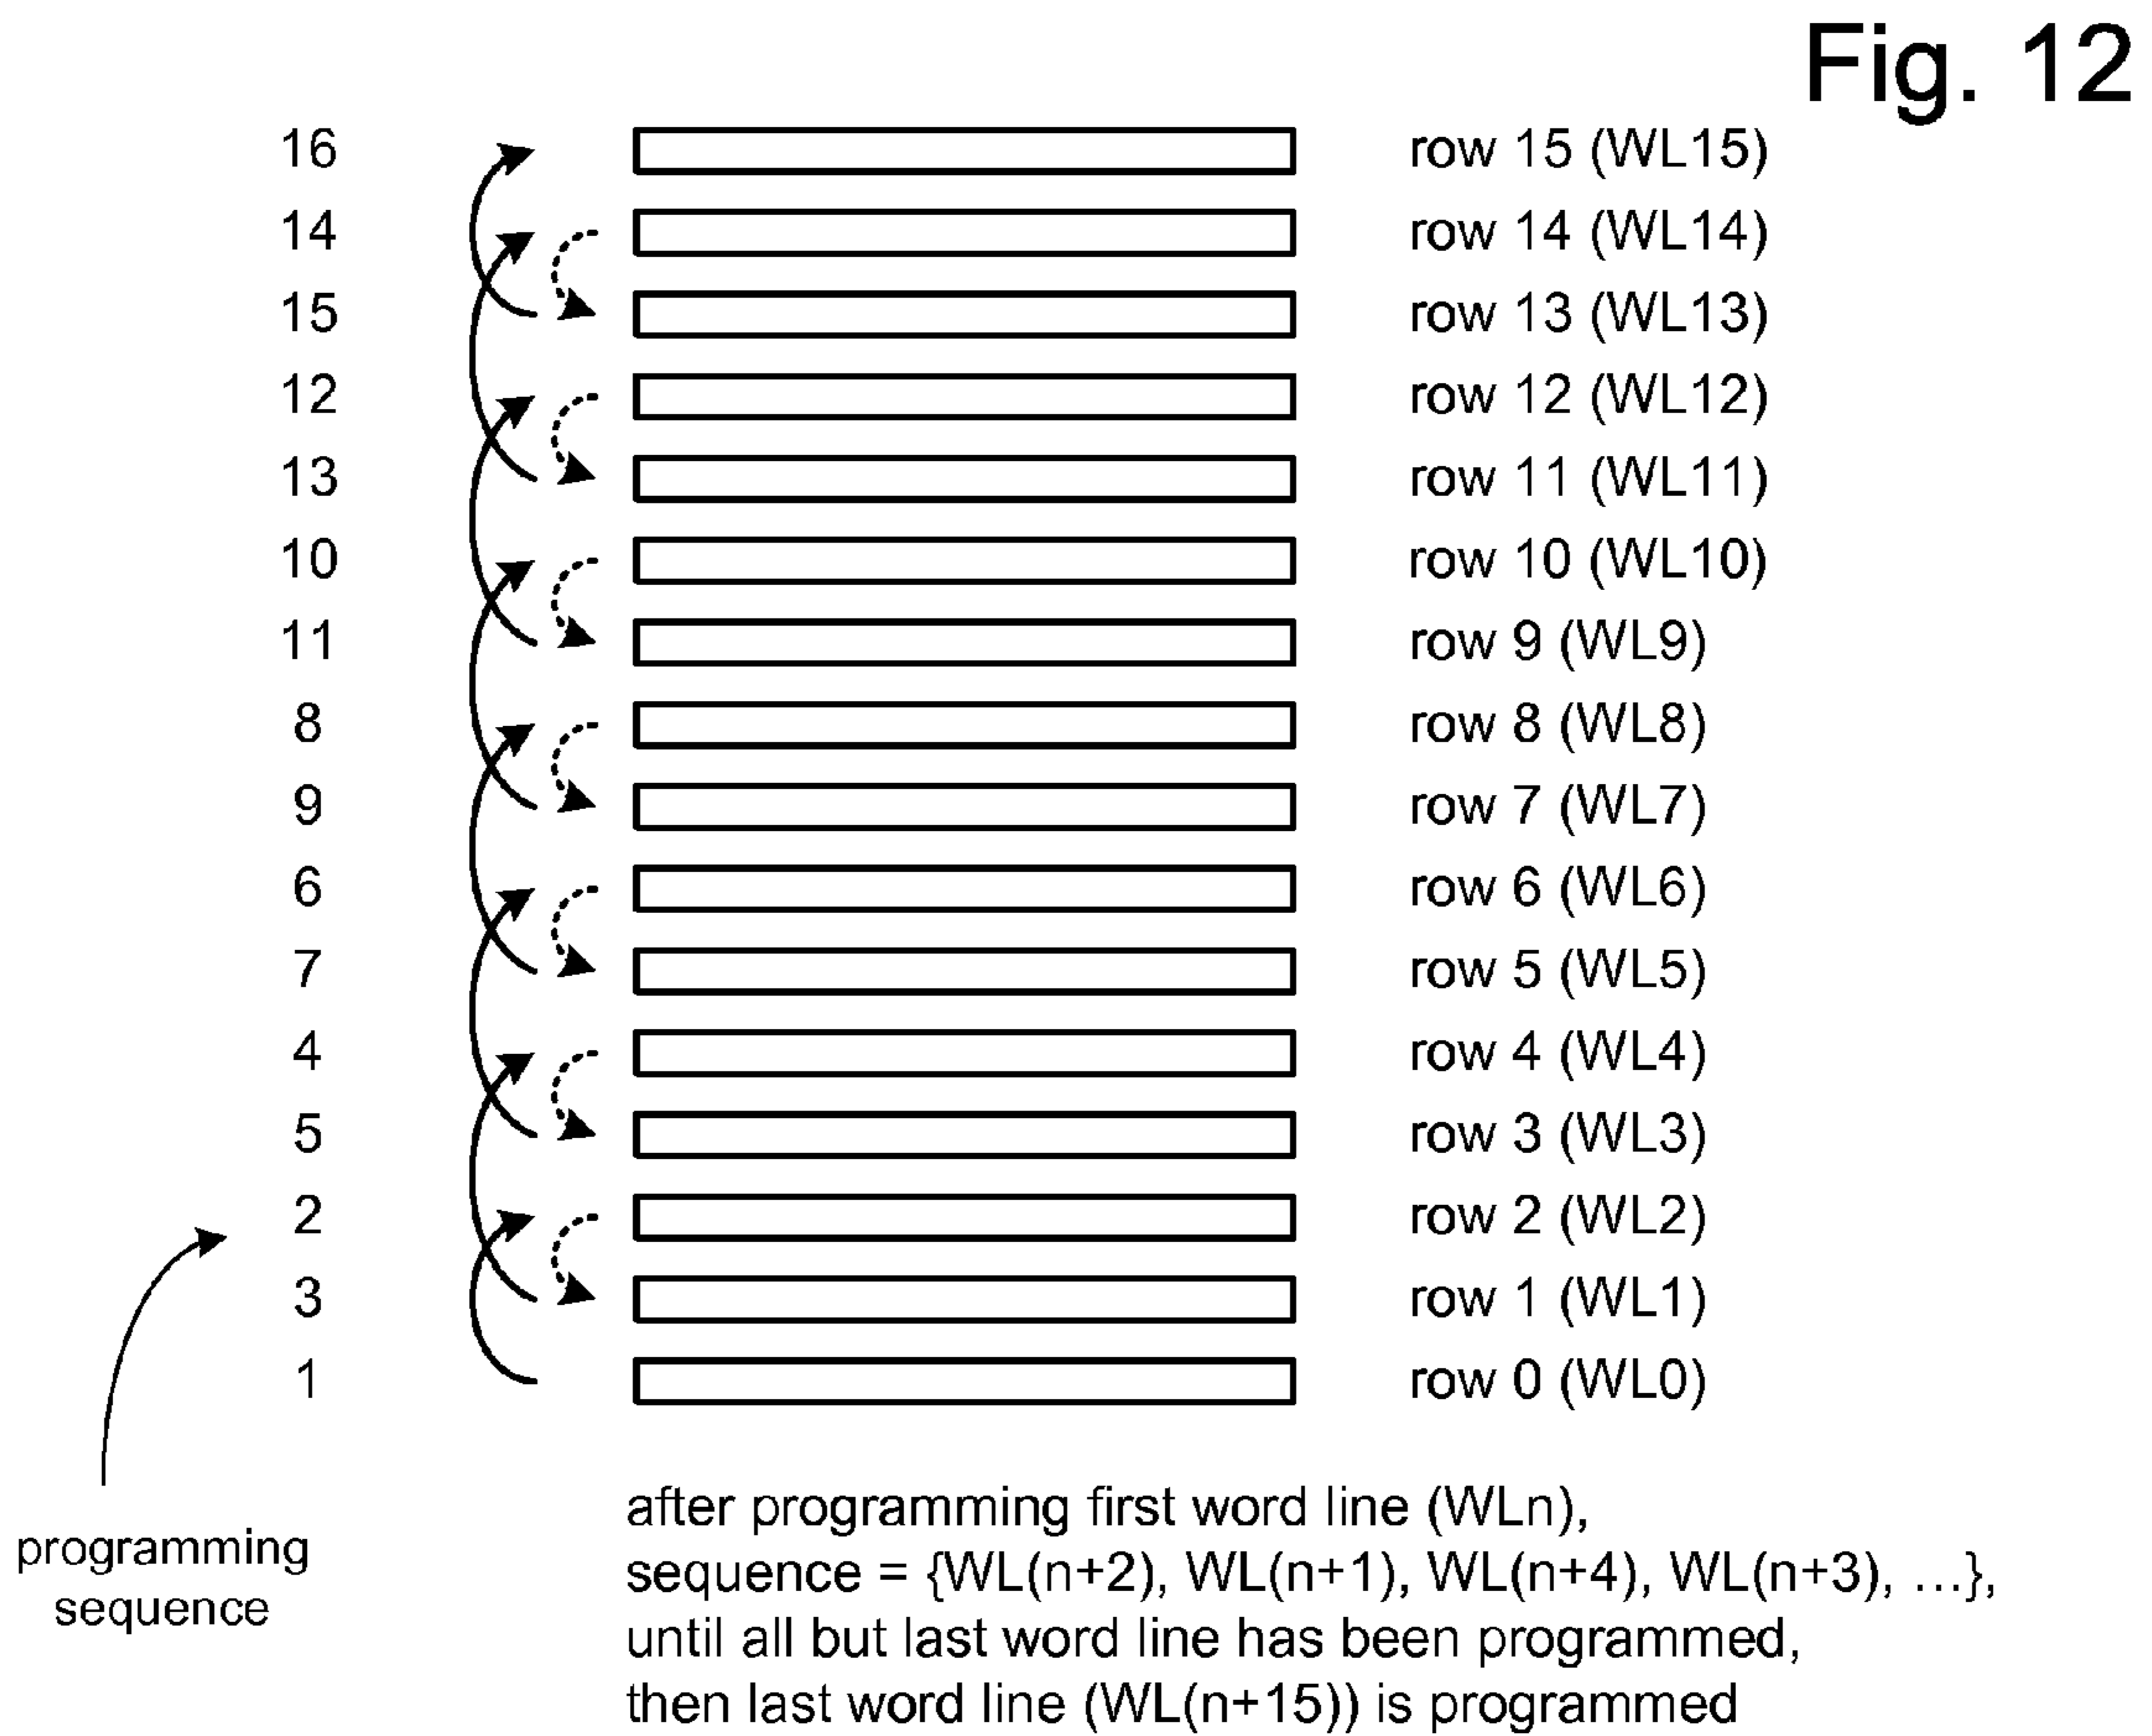 Fig. 12
16 row 15 (WL15)
14 row 14 (WL14)
15 row 13 (WL13)
12 row 12 (WL12)
13 row 11 (WL11)
10 row 10 (WL10)
11 row 9 (WL9)
8 row 8 (WL8)
9 row 7 (WL7)
6 row 6 (WL6)
7 row 5 (WL5)
4 row 4 (WL4)
5 row 3 (WL3)
2 row 2 (WL2)
3 row 1 (WL1)
1 row 0 (WL0)
programming
sequence
after programming first word line (WLn),
sequence = {WL(n+2), WL(n+1), WL(n+4), WL(n+3), ...},
until all but last word line has been programmed,
then last word line (WL(n+15)) is programmed